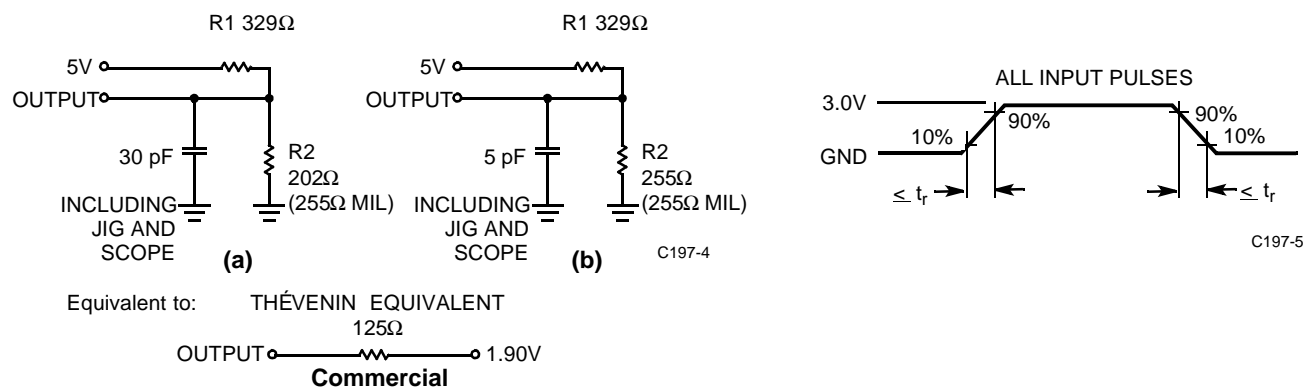 R1 329Ω
5V
OUTPUT
30 pF
R2
202Ω
(255Ω MIL)
INCLUDING
JIG AND
SCOPE
(a)
R1 329Ω
5V
OUTPUT
5 pF
R2
255Ω
(255Ω MIL)
INCLUDING
JIG AND
SCOPE
(b)
C197-4
ALL INPUT PULSES
3.0V
90%
90%
10%
10%
GND
≤ tr
≤ tr
C197-5
Equivalent to: THÉVENIN EQUIVALENT
125Ω
OUTPUT 1.90V
Commercial